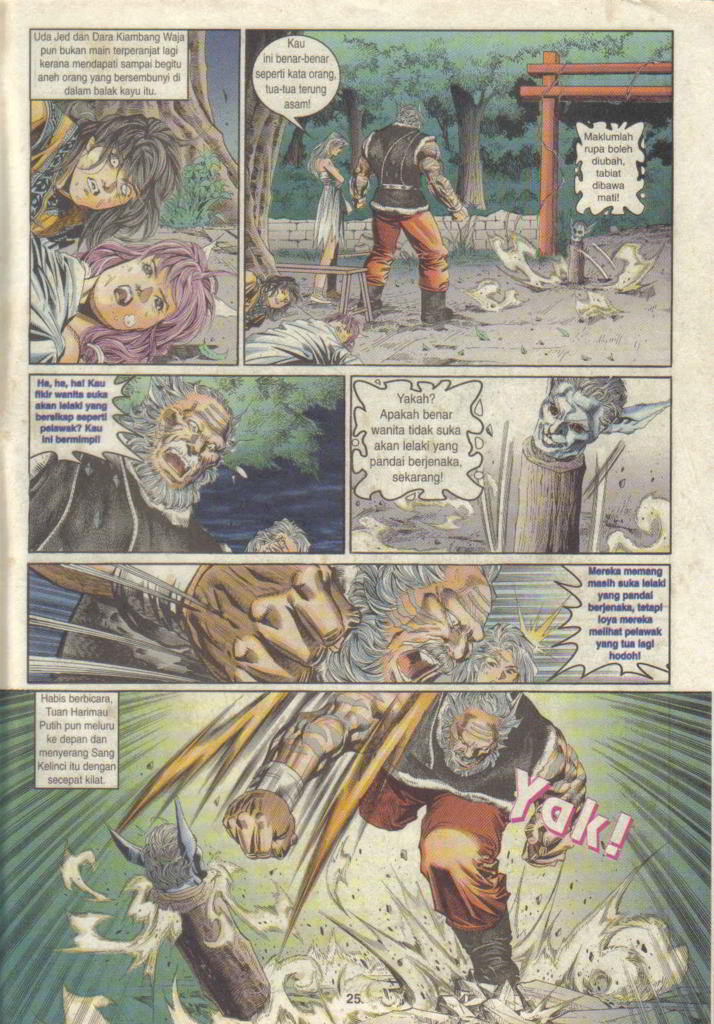 Uda Jed dan Dara Kiambang Waja
pun bukan main terperanjat lagi
kerana mendapati sampai begitu
aneh orang yang bersembunyi di
dalam balak kayu itu.
Kau
ini benar-benar
seperti kata orang,
tua-tua terung
asam!
Maklumlah
rupa boleh
diubah,
tabiat
dibawa
mati!
Ha, ha, ha! Kau
fikir wanita suka
akan lelaki yang
bersikap seperti
pelawak? Kau
ini bermimpi!
Yakah?
Apakah benar
wanita tidak suka
akan lelaki yang
pandai berjenaka,
sekarang!
Mereka memang
masih suka lelaki
yang pandai
berjenaka, tetapi
loya mereka
melihat pelawak
yang tua lagi
hodoh!
Habis berbicara,
Tuan Harimau
Putih pun meluru
ke depan dan
menyerang Sang
Kelinci itu dengan
secepat kilat.
Yak!
25